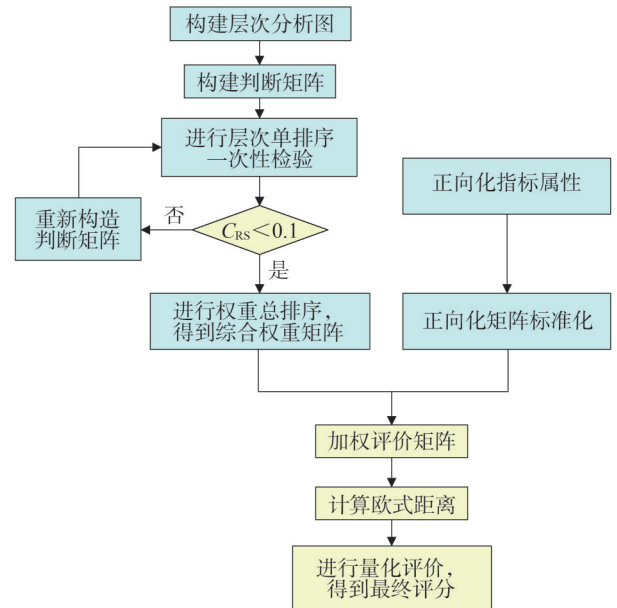 构建层次分析图
构建判断矩阵
进行层次单排序
一次性检验
正向化指标属性
重新构造
判断矩阵
否
C_RS＜0.1
是
进行权重总排序，
得到综合权重矩阵
正向化矩阵标准化
加权评价矩阵
计算欧式距离
进行量化评价，
得到最终评分